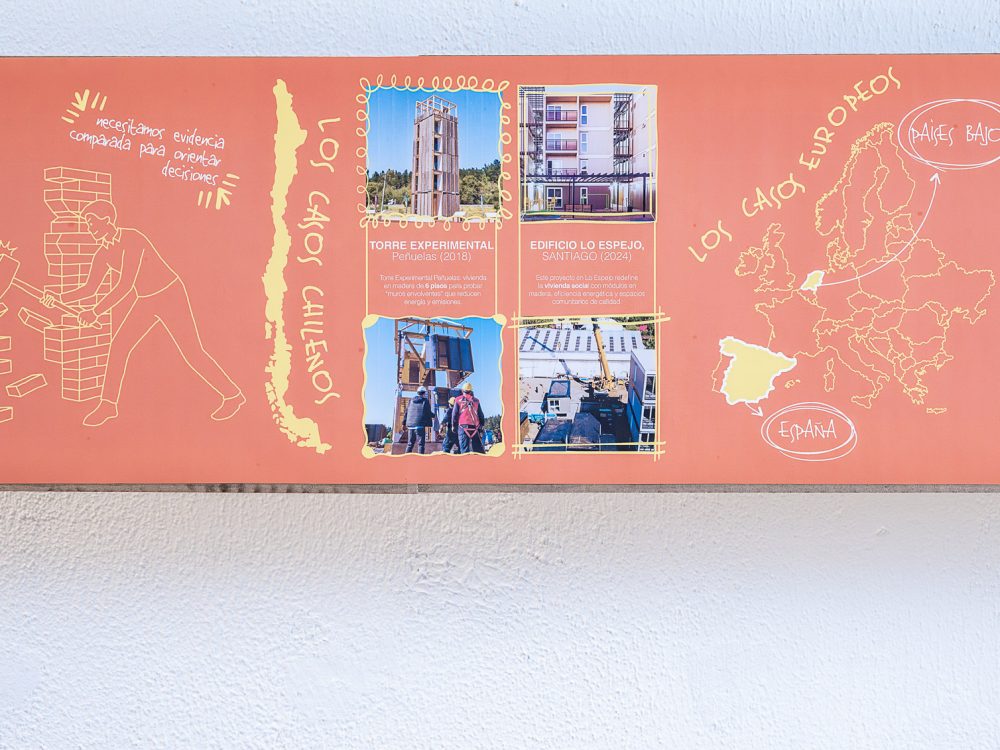 necesitamos evidencia
comparada para orientar
decisiones
LOS CASOS CHILENOS
TORRE EXPERIMENTAL
Peñuelas (2018)
Torre Experimental Peñuelas: vivienda
en madera de 6 pisos para probar
"muros envolventes" que reducen
energía y emisiones.
EDIFICIO LO ESPEJO,
SANTIAGO (2024)
Este proyecto en Lo Espejo redefine
la vivienda social con módulos en
madera, eficiencia energética y espacios
comunitarios de calidad.
LOS CASOS EUROPEOS
PAÍSES BAJO
ESPAÑA